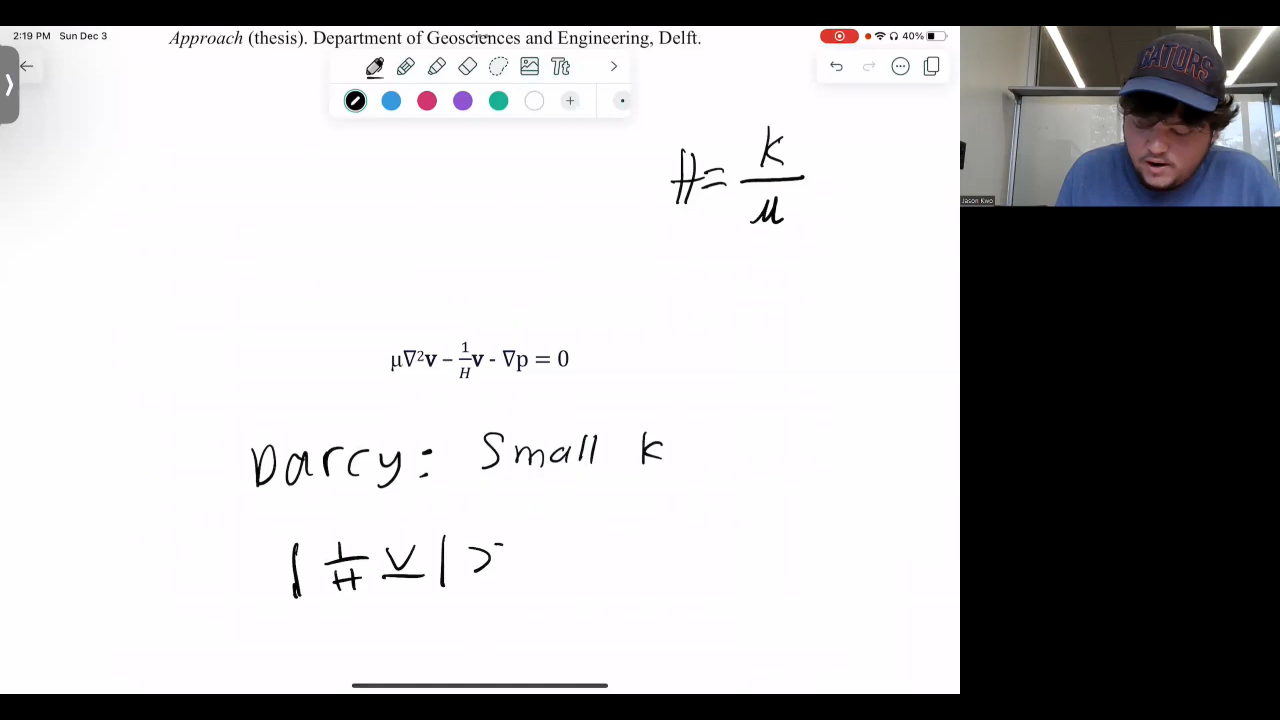 2:19 PM Sun Dec 3
40%
Approach (thesis). Department of Geosciences and Engineering, Delft.
Tt
GATORS
Jason Kwo
H = k / μ
μ∇²v – 1/H v - ∇p = 0
Darcy: Small k
| 1/H v | >